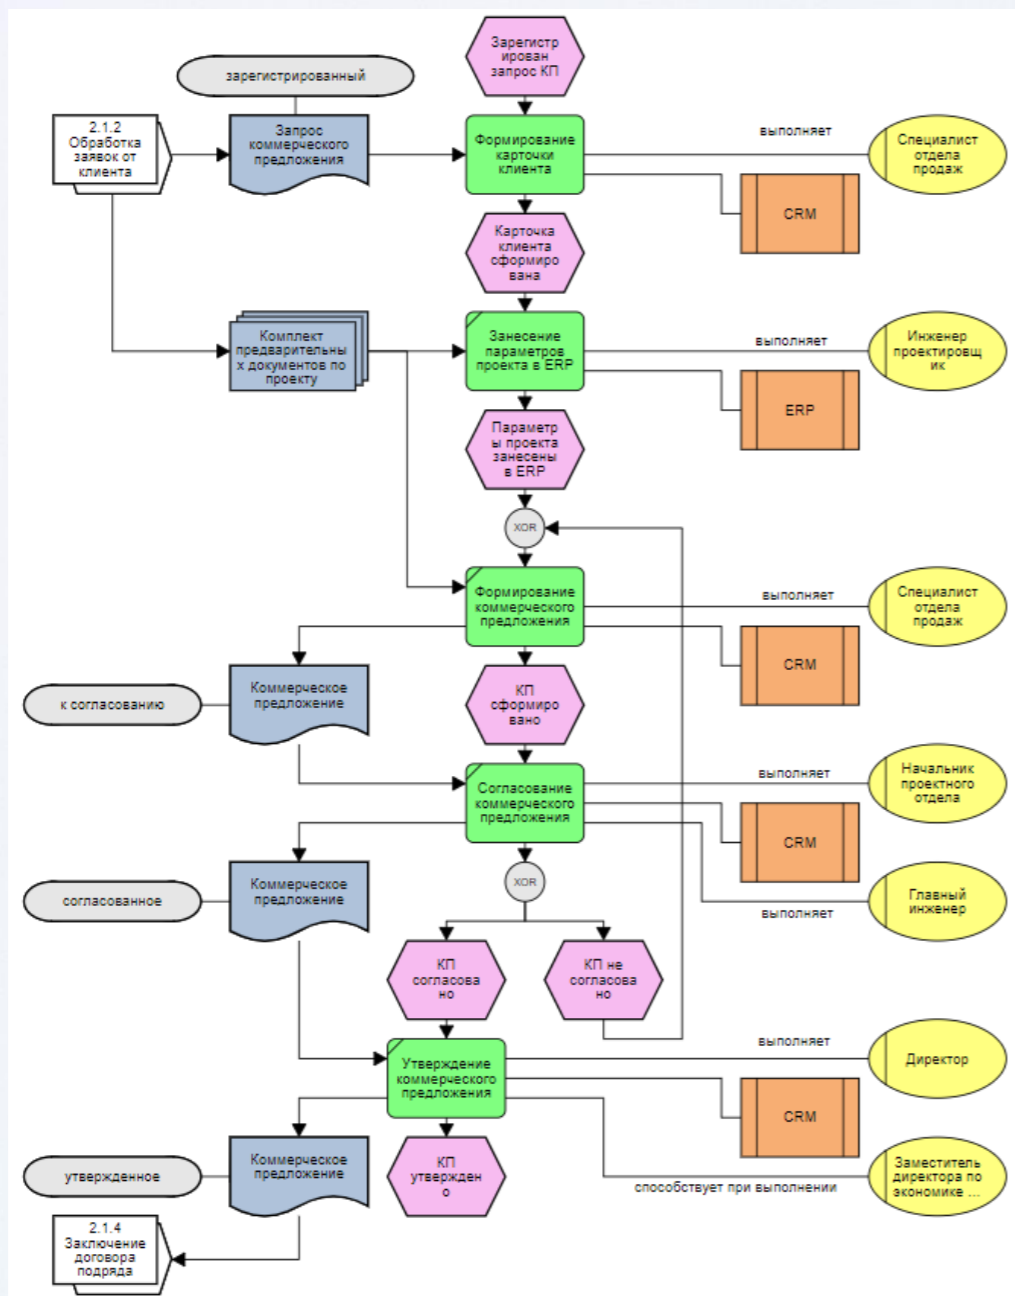 Зарегистр
ирован
запрос КП
зарегистрированный
2.1.2
Обработка
заявок от
клиента
Запрос
коммерческого
предложения
Формирование
карточки
клиента
выполняет
Специалист
отдела
продаж
CRM
Карточка
клиента
сформиро
вана
Комплект
предварительны
х документов по
проекту
Занесение
параметров
проекта в ERP
выполняет
Инженер
проектировщ
ик
ERP
Параметр
ы проекта
занесены
в ERP
XOR
Формирование
коммерческого
предложения
выполняет
Специалист
отдела
продаж
CRM
к согласованию
Коммерческое
предложение
КП
сформиро
вано
Согласование
коммерческого
предложения
выполняет
Начальник
проектного
отдела
CRM
согласованное
Коммерческое
предложение
XOR
Главный
инженер
выполняет
КП
согласова
но
КП не
согласова
но
Утверждение
коммерческого
предложения
выполняет
Директор
CRM
утвержденное
Коммерческое
предложение
КП
утвержден
о
способствует при выполнении
Заместитель
директора по
экономике ...
2.1.4
Заключение
договора
подряда